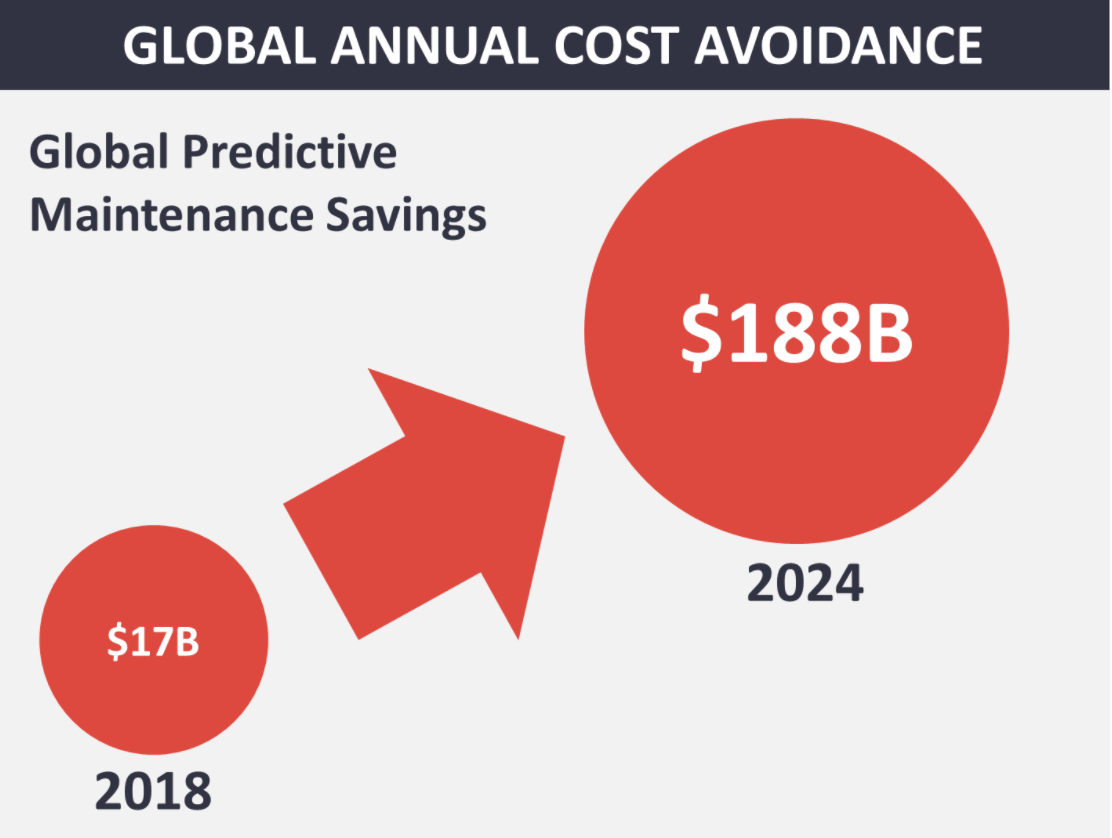 GLOBAL ANNUAL COST AVOIDANCE
Global Predictive
Maintenance Savings
$188B
2024
$17B
2018